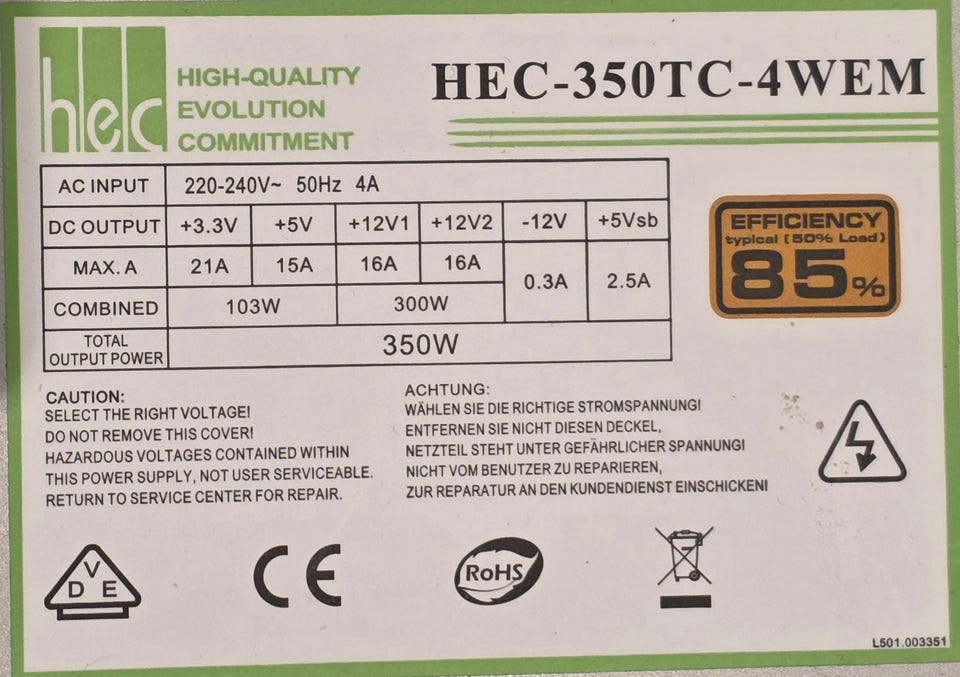 hec
HIGH-QUALITY
EVOLUTION
COMMITMENT
HEC-350TC-4WEM
AC INPUT 220-240V~ 50Hz 4A
DC OUTPUT +3.3V +5V +12V1 +12V2 -12V +5Vsb
MAX. A 21A 15A 16A 16A 0.3A 2.5A
COMBINED 103W 300W
TOTAL
OUTPUT POWER 350W
EFFICIENCY
typical (50% Load)
85%
CAUTION:
SELECT THE RIGHT VOLTAGE!
DO NOT REMOVE THIS COVER!
HAZARDOUS VOLTAGES CONTAINED WITHIN
THIS POWER SUPPLY, NOT USER SERVICEABLE.
RETURN TO SERVICE CENTER FOR REPAIR.
ACHTUNG:
WÄHLEN SIE DIE RICHTIGE STROMSPANNUNG!
ENTFERNEN SIE NICHT DIESEN DECKEL,
NETZTEIL STEHT UNTER GEFÄHRLICHER SPANNUNG!
NICHT VOM BENUTZER ZU REPARIEREN,
ZUR REPARATUR AN DEN KUNDENDIENST EINSCHICKEN!
VDE
CE
RoHS
L501.003351